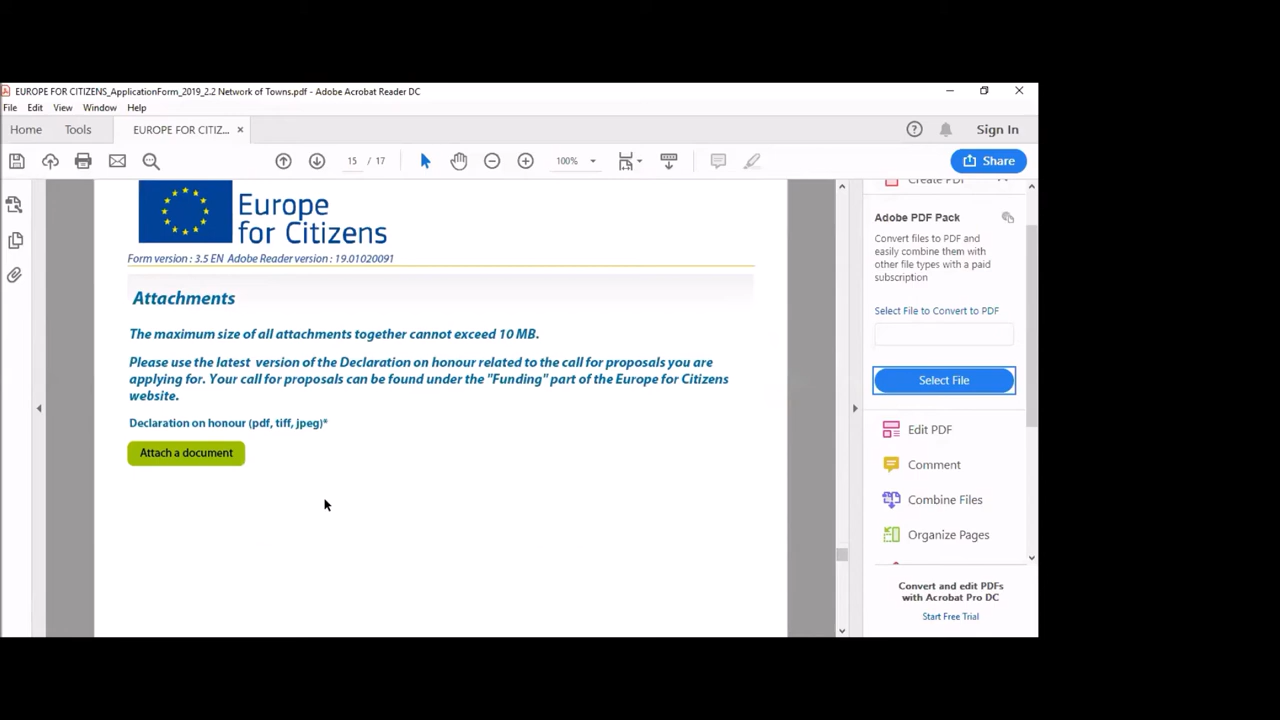 EUROPE FOR CITIZENS_ApplicationForm_2019_2.2 Network of Towns.pdf - Adobe Acrobat Reader DC
File Edit View Window Help
Home Tools EUROPE FOR CITIZ... × Sign In
15 / 17 100% Share
Europe
for Citizens
Form version : 3.5 EN Adobe Reader version : 19.01020091
Attachments
The maximum size of all attachments together cannot exceed 10 MB.
Please use the latest version of the Declaration on honour related to the call for proposals you are
applying for. Your call for proposals can be found under the "Funding" part of the Europe for Citizens
website.
Declaration on honour (pdf, tiff, jpeg)*
Attach a document
Create PDF
Adobe PDF Pack
Convert files to PDF and
easily combine them with
other file types with a paid
subscription
Select File to Convert to PDF
Select File
Edit PDF
Comment
Combine Files
Organize Pages
Convert and edit PDFs
with Acrobat Pro DC
Start Free Trial